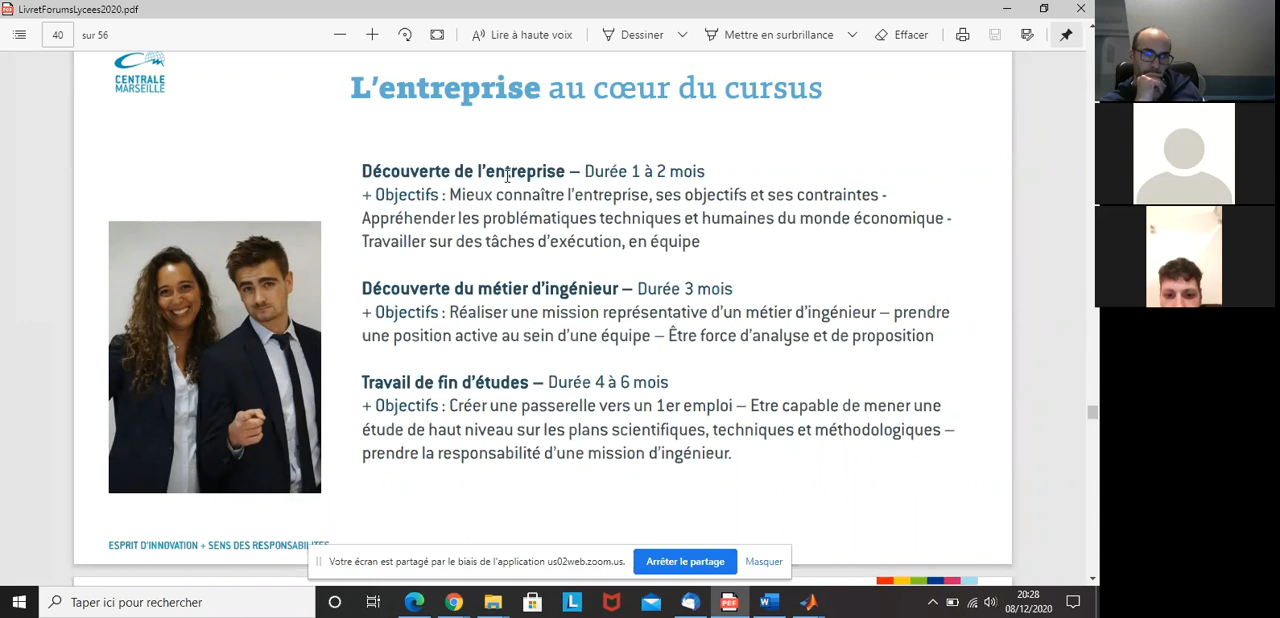 LivretForumsLycees2020.pdf
40 sur 56
Lire à haute voix
Dessiner
Mettre en surbrillance
Effacer
CENTRALE
MARSEILLE
L'entreprise au cœur du cursus
Découverte de l'entreprise – Durée 1 à 2 mois
+ Objectifs : Mieux connaître l'entreprise, ses objectifs et ses contraintes -
Appréhender les problématiques techniques et humaines du monde économique -
Travailler sur des tâches d'exécution, en équipe
Découverte du métier d'ingénieur – Durée 3 mois
+ Objectifs : Réaliser une mission représentative d'un métier d'ingénieur – prendre
une position active au sein d'une équipe – Être force d'analyse et de proposition
Travail de fin d'études – Durée 4 à 6 mois
+ Objectifs : Créer une passerelle vers un 1er emploi – Etre capable de mener une
étude de haut niveau sur les plans scientifiques, techniques et méthodologiques –
prendre la responsabilité d'une mission d'ingénieur.
ESPRIT D'INNOVATION + SENS DES RESPONSABILITES
Votre écran est partagé par le biais de l'application us02web.zoom.us.
Arrêter le partage
Masquer
Taper ici pour rechercher
20:28
08/12/2020